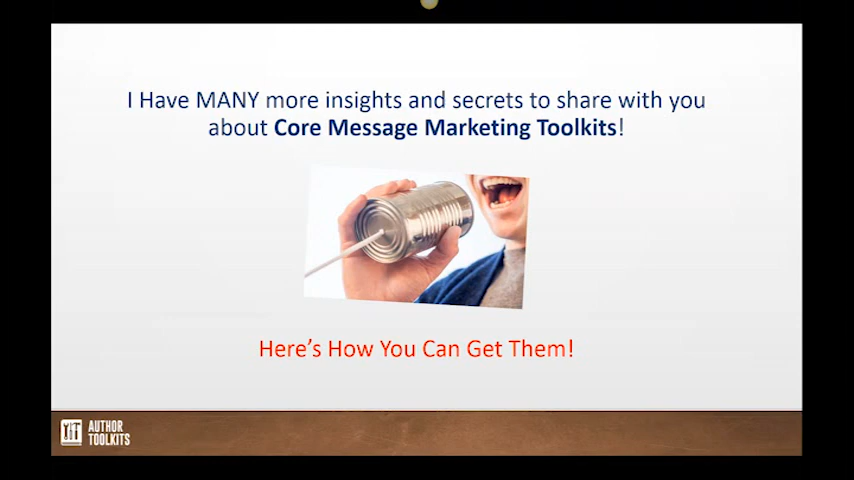 I Have MANY more insights and secrets to share with you
about Core Message Marketing Toolkits!
Here's How You Can Get Them!
AUTHOR
TOOLKITS